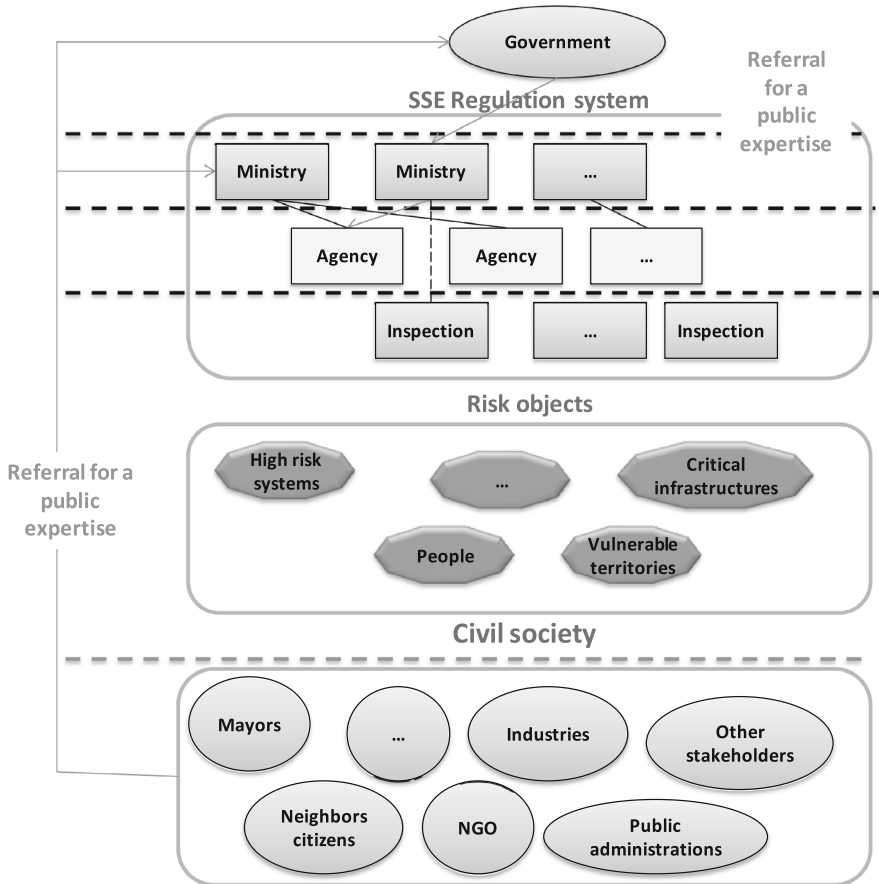 Government
Referral
for a
public
expertise
SSE Regulation system
Ministry
Ministry
...
Agency
Agency
...
Inspection
...
Inspection
Risk objects
High risk
systems
...
Critical
infrastructures
People
Vulnerable
territories
Referral for a
public
expertise
Civil society
Mayors
...
Industries
Other
stakeholders
Neighbors
citizens
NGO
Public
administrations